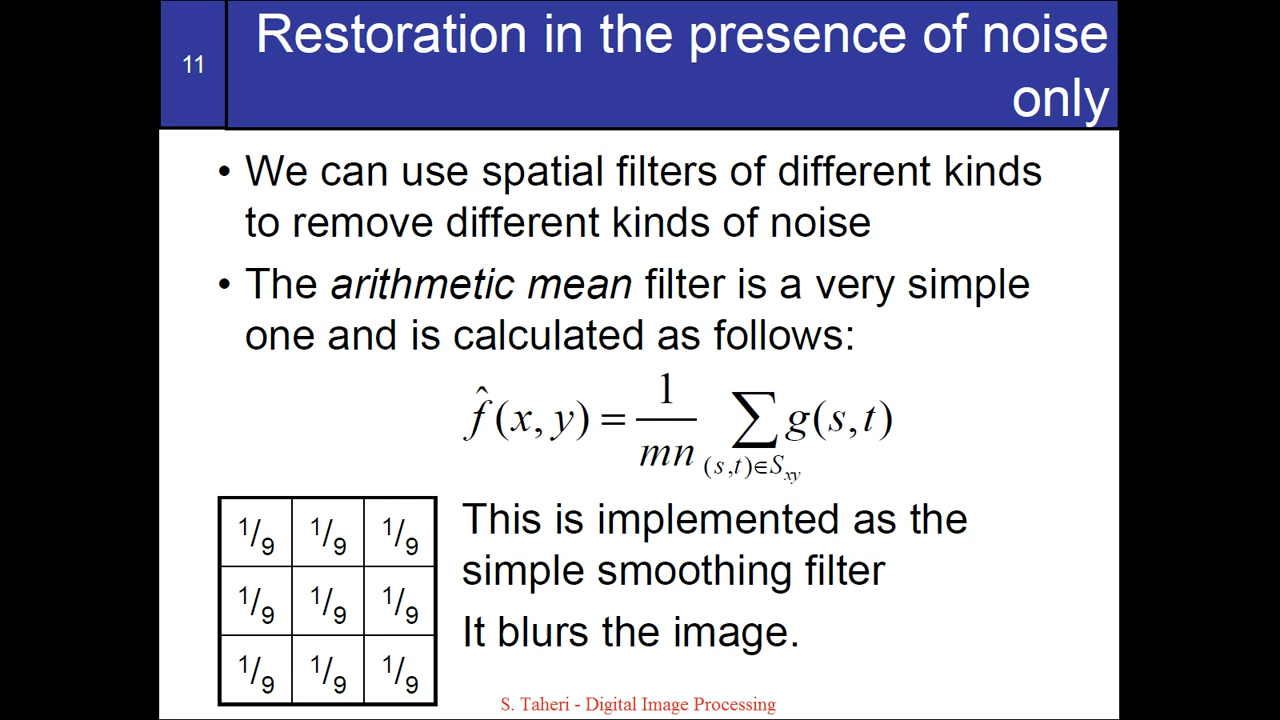 11
Restoration in the presence of noise
only
• We can use spatial filters of different kinds
to remove different kinds of noise
• The arithmetic mean filter is a very simple
one and is calculated as follows:
f̂(x, y) = 1/mn ∑_{(s,t)∈S_{xy}} g(s, t)
1/9 1/9 1/9
1/9 1/9 1/9
1/9 1/9 1/9
This is implemented as the
simple smoothing filter
It blurs the image.
S. Taheri - Digital Image Processing